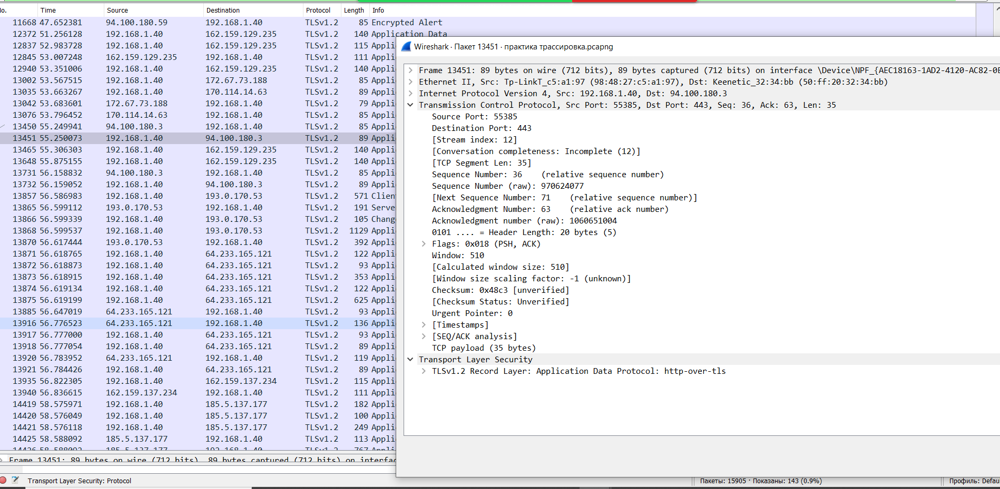 No. Time Source Destination Protocol Length Info
11668 47.652381 94.100.180.59 192.168.1.40 TLSv1.2 85 Encrypted Alert
12372 51.256128 192.168.1.40 162.159.129.235 TLSv1.2 140 Application Data
12837 52.983728 192.168.1.40 162.159.129.235 TLSv1.2 115 Appli
12845 53.007248 162.159.129.235 192.168.1.40 TLSv1.2 111 Appli
12940 53.351006 192.168.1.40 162.159.129.235 TLSv1.2 140 Appli
13002 53.567515 192.168.1.40 172.67.73.188 TLSv1.2 85 Appli
13035 53.663267 192.168.1.40 170.114.14.63 TLSv1.2 89 Appli
13042 53.683601 172.67.73.188 192.168.1.40 TLSv1.2 79 Appli
13076 53.796452 170.114.14.63 192.168.1.40 TLSv1.2 85 Appli
13450 55.249941 94.100.180.3 192.168.1.40 TLSv1.2 85 Appli
13451 55.250073 192.168.1.40 94.100.180.3 TLSv1.2 89 Appli
13465 55.306303 192.168.1.40 162.159.129.235 TLSv1.2 140 Appli
13648 55.875155 192.168.1.40 162.159.129.235 TLSv1.2 140 Appli
13731 56.158832 94.100.180.3 192.168.1.40 TLSv1.2 85 Appli
13732 56.159052 192.168.1.40 94.100.180.3 TLSv1.2 89 Appli
13857 56.586983 192.168.1.40 193.0.170.53 TLSv1.2 571 Clien
13865 56.599112 193.0.170.53 192.168.1.40 TLSv1.2 191 Serve
13866 56.599339 192.168.1.40 193.0.170.53 TLSv1.2 105 Chang
13868 56.599537 192.168.1.40 193.0.170.53 TLSv1.2 1129 Appli
13870 56.617444 193.0.170.53 192.168.1.40 TLSv1.2 392 Appli
13871 56.618765 192.168.1.40 64.233.165.121 TLSv1.2 122 Appli
13872 56.618873 192.168.1.40 64.233.165.121 TLSv1.2 93 Appli
13873 56.618915 192.168.1.40 64.233.165.121 TLSv1.2 353 Appli
13874 56.619134 192.168.1.40 64.233.165.121 TLSv1.2 122 Appli
13875 56.619199 192.168.1.40 64.233.165.121 TLSv1.2 625 Appli
13885 56.647019 64.233.165.121 192.168.1.40 TLSv1.2 93 Appli
13916 56.776523 64.233.165.121 192.168.1.40 TLSv1.2 136 Appli
13917 56.777000 192.168.1.40 64.233.165.121 TLSv1.2 93 Appli
13918 56.777054 192.168.1.40 64.233.165.121 TLSv1.2 89 Appli
13920 56.783952 64.233.165.121 192.168.1.40 TLSv1.2 119 Appli
13921 56.784426 192.168.1.40 64.233.165.121 TLSv1.2 89 Appli
13935 56.822305 192.168.1.40 162.159.137.234 TLSv1.2 115 Appli
13940 56.836615 162.159.137.234 192.168.1.40 TLSv1.2 111 Appli
14419 58.575971 192.168.1.40 185.5.137.177 TLSv1.2 182 Appli
14420 58.576049 192.168.1.40 185.5.137.177 TLSv1.2 100 Appli
14421 58.576118 192.168.1.40 185.5.137.177 TLSv1.2 249 Appli
14425 58.588092 185.5.137.177 192.168.1.40 TLSv1.2 113 Appli
14426 58.588092 185.5.137.177 192.168.1.40 TLSv1.2 767 Appli
Frame 13451: 89 bytes on wire (712 bits), 89 bytes captured (712 bits) on interfac
Transport Layer Security: Protocol
Wireshark · Пакет 13451 · практика трассировка.pcapng
Frame 13451: 89 bytes on wire (712 bits), 89 bytes captured (712 bits) on interface \Device\NPF_{AEC18163-1AD2-4120-AC82-0E
Ethernet II, Src: Tp-LinkT_c5:a1:97 (98:48:27:c5:a1:97), Dst: Keenetic_32:34:bb (50:ff:20:32:34:bb)
Internet Protocol Version 4, Src: 192.168.1.40, Dst: 94.100.180.3
Transmission Control Protocol, Src Port: 55385, Dst Port: 443, Seq: 36, Ack: 63, Len: 35
Source Port: 55385
Destination Port: 443
[Stream index: 12]
[Conversation completeness: Incomplete (12)]
[TCP Segment Len: 35]
Sequence Number: 36 (relative sequence number)
Sequence Number (raw): 970624077
[Next Sequence Number: 71 (relative sequence number)]
Acknowledgment Number: 63 (relative ack number)
Acknowledgment number (raw): 1060651004
0101 .... = Header Length: 20 bytes (5)
Flags: 0x018 (PSH, ACK)
Window: 510
[Calculated window size: 510]
[Window size scaling factor: -1 (unknown)]
Checksum: 0x48c3 [unverified]
[Checksum Status: Unverified]
Urgent Pointer: 0
[Timestamps]
[SEQ/ACK analysis]
TCP payload (35 bytes)
Transport Layer Security
TLSv1.2 Record Layer: Application Data Protocol: http-over-tls
Пакеты: 15905 · Показаны: 143 (0.9%)
Профиль: Defau